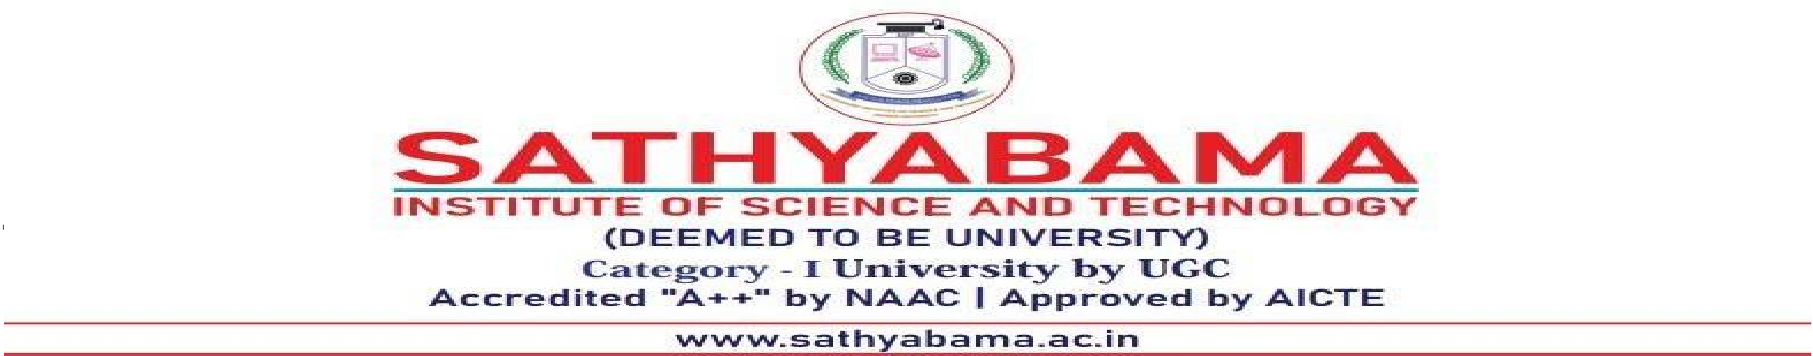 SATHYABAMA
INSTITUTE OF SCIENCE AND TECHNOLOGY
(DEEMED TO BE UNIVERSITY)
Category - I University by UGC
Accredited "A++" by NAAC | Approved by AICTE
www.sathyabama.ac.in